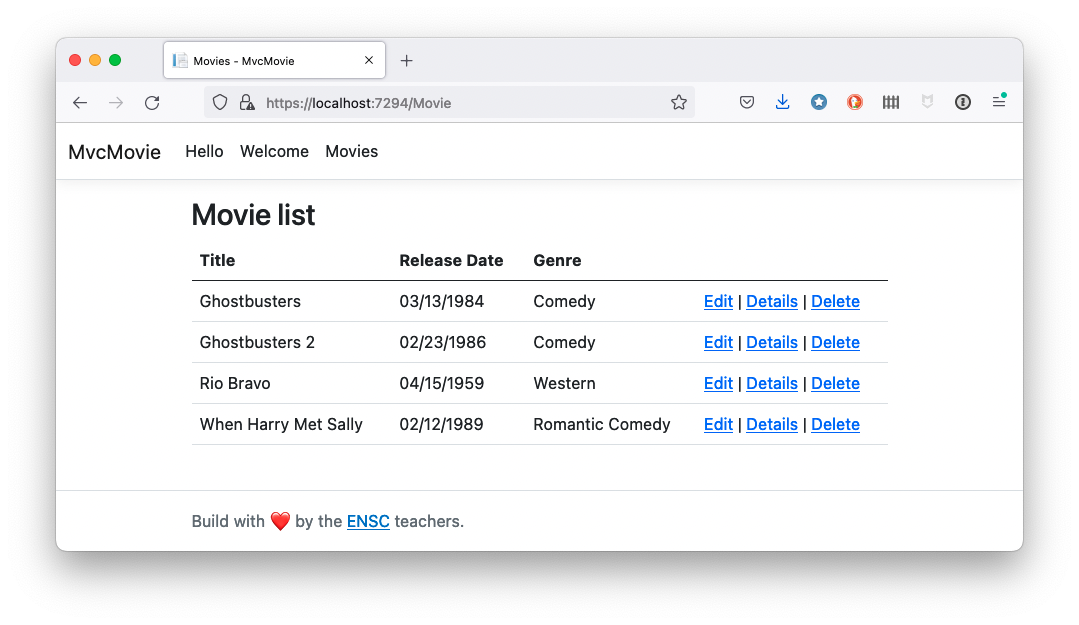 Movies - MvcMovie
https://localhost:7294/Movie
MvcMovie Hello Welcome Movies
Movie list
Title Release Date Genre
Ghostbusters 03/13/1984 Comedy Edit | Details | Delete
Ghostbusters 2 02/23/1986 Comedy Edit | Details | Delete
Rio Bravo 04/15/1959 Western Edit | Details | Delete
When Harry Met Sally 02/12/1989 Romantic Comedy Edit | Details | Delete
Build with ❤️ by the ENSC teachers.